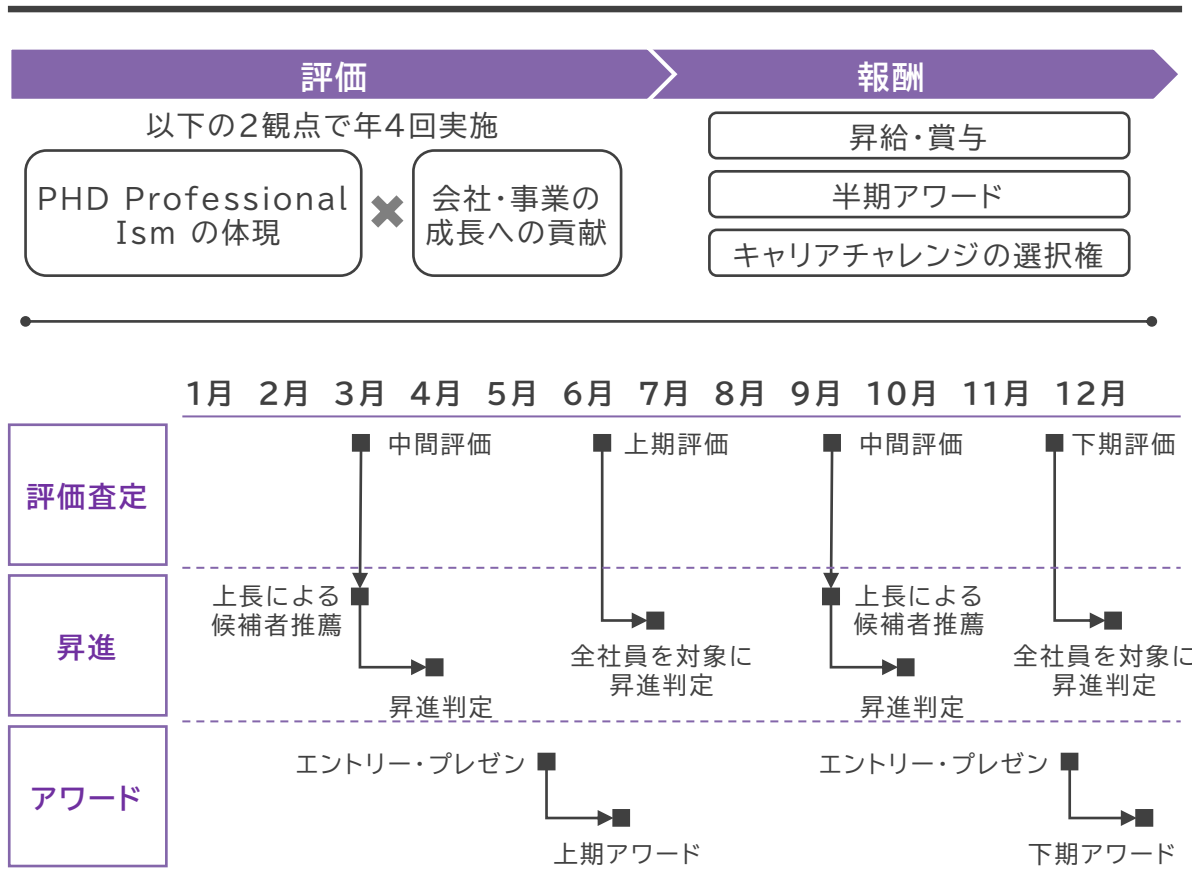 評価
報酬
以下の2観点で年4回実施
PHD Professional
Ism の体現
会社・事業の
成長への貢献
昇給・賞与
半期アワード
キャリアチャレンジの選択権
1月 2月 3月 4月 5月 6月 7月 8月 9月 10月 11月 12月
評価査定
中間評価
上期評価
中間評価
下期評価
昇進
上長による
候補者推薦
昇進判定
全社員を対象に
昇進判定
上長による
候補者推薦
昇進判定
全社員を対象に
昇進判定
アワード
エントリー・プレゼン
上期アワード
エントリー・プレゼン
下期アワード